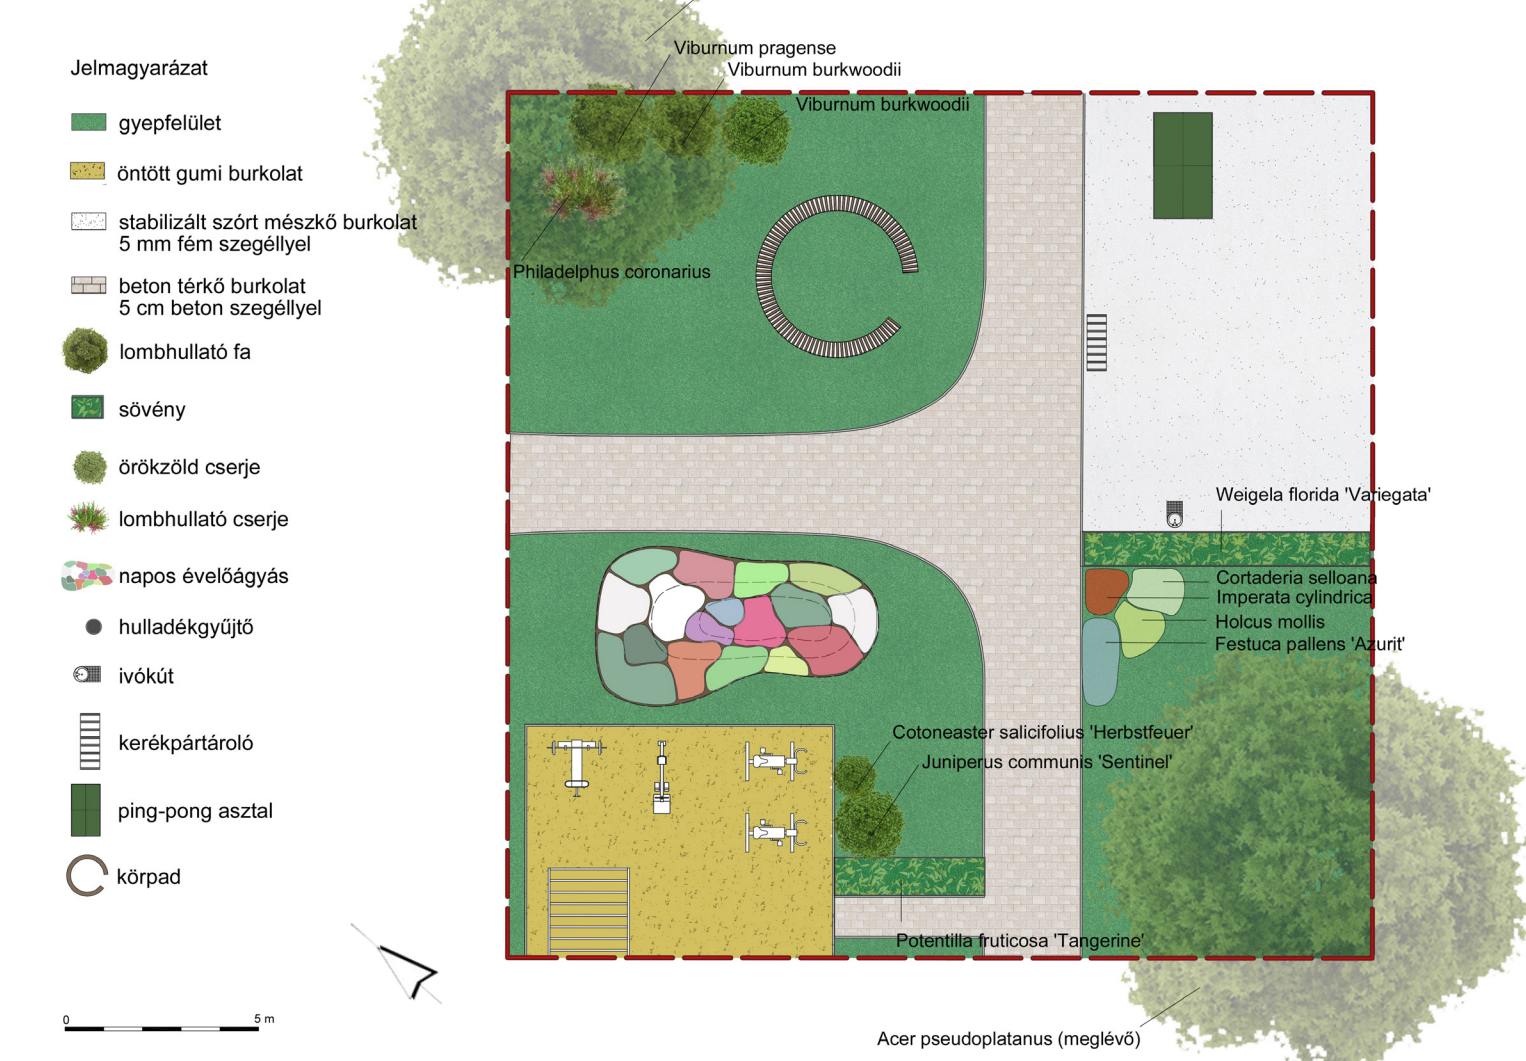 Jelmagyarázat
gyepfelület
öntött gumi burkolat
stabilizált szórt mészkő burkolat
5 mm fém szegéllyel
beton térkő burkolat
5 cm beton szegéllyel
lombhullató fa
sövény
örökzöld cserje
lombhullató cserje
napos évelőágyás
hulladékgyűjtő
ivókút
kerékpártároló
ping-pong asztal
körpad
0
5 m
Viburnum pragense
Viburnum burkwoodii
Viburnum burkwoodii
Philadelphus coronarius
Weigela florida 'Variegata'
Cortaderia selloana
Imperata cylindrica
Holcus mollis
Festuca pallens 'Azurit'
Cotoneaster salicifolius 'Herbstfeuer'
Juniperus communis 'Sentinel'
Potentilla fruticosa 'Tangerine'
Acer pseudoplatanus (meglévő)